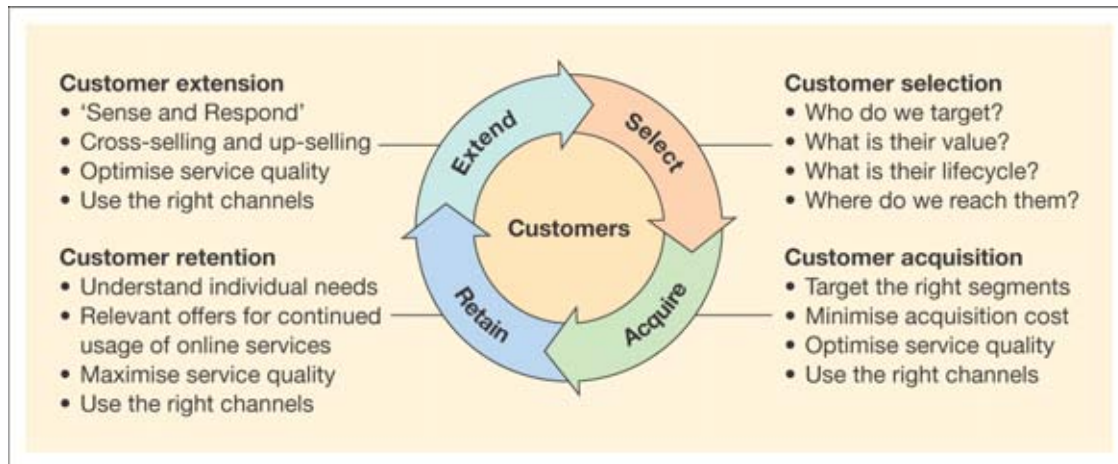 Customer extension
• ‘Sense and Respond’
• Cross-selling and up-selling
• Optimise service quality
• Use the right channels
Customer retention
• Understand individual needs
• Relevant offers for continued
usage of online services
• Maximise service quality
• Use the right channels
Extend
Select
Customers
Retain
Acquire
Customer selection
• Who do we target?
• What is their value?
• What is their lifecycle?
• Where do we reach them?
Customer acquisition
• Target the right segments
• Minimise acquisition cost
• Optimise service quality
• Use the right channels